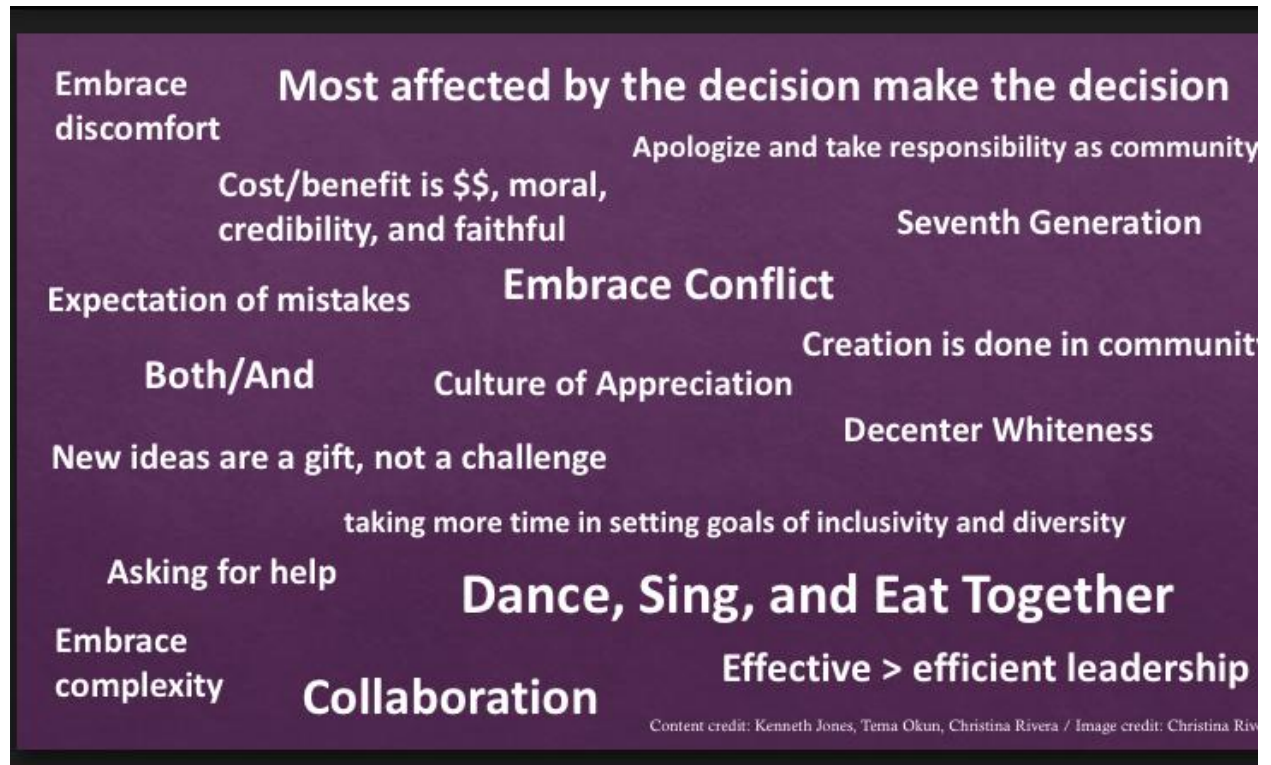 Embrace
discomfort
Most affected by the decision make the decision
Apologize and take responsibility as community
Cost/benefit is $$, moral,
credibility, and faithful
Seventh Generation
Embrace Conflict
Expectation of mistakes
Creation is done in
Both/And
Culture of Appreciation
Decenter Whiteness
New ideas are a gift, not a challenge
taking more time in setting goals of inclusivity and diversity
Asking for help
Dance, Sing, and Eat Together
Embrace
complexity
Effective > efficient leadership
Collaboration
Content credit: Kenneth Jones, Tema Okun, Christina Rivera / Image credit: Christina